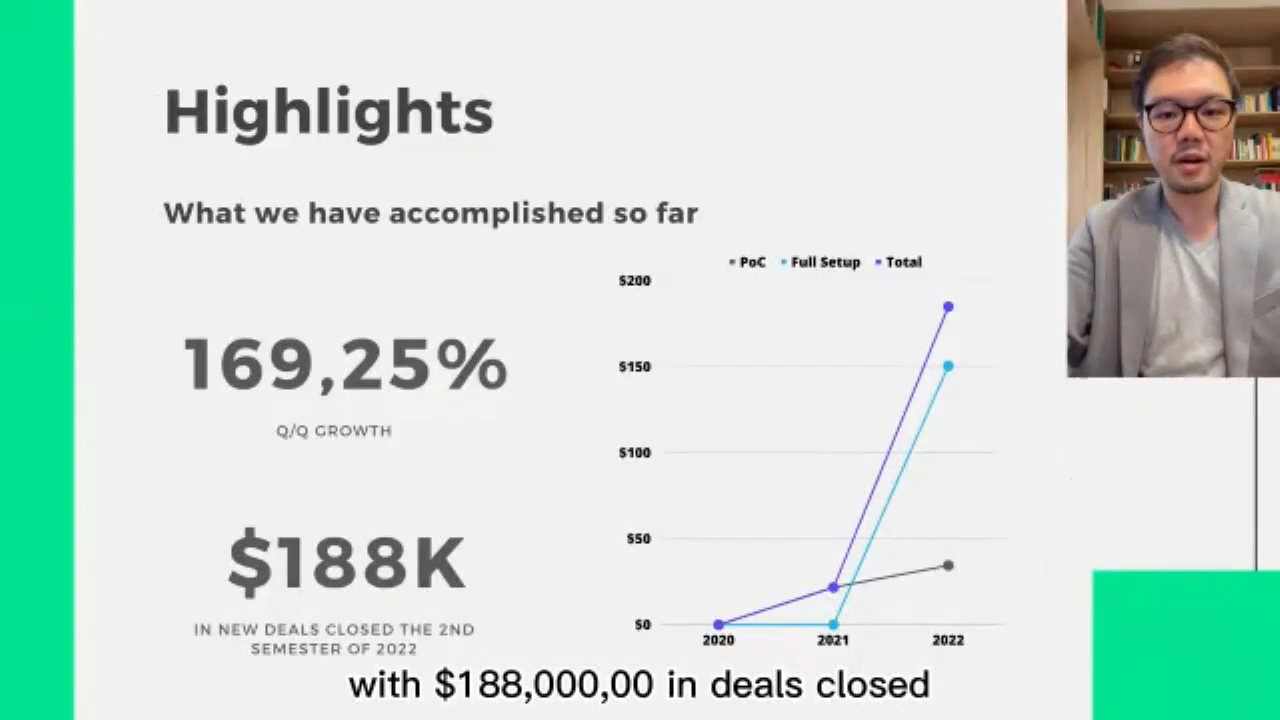 Highlights
What we have accomplished so far
PoC Full Setup Total
$200
$150
$100
$50
$0
2020 2021 2022
169,25%
Q/Q GROWTH
$188K
IN NEW DEALS CLOSED THE 2ND
SEMESTER OF 2022
with $188,000,00 in deals closed